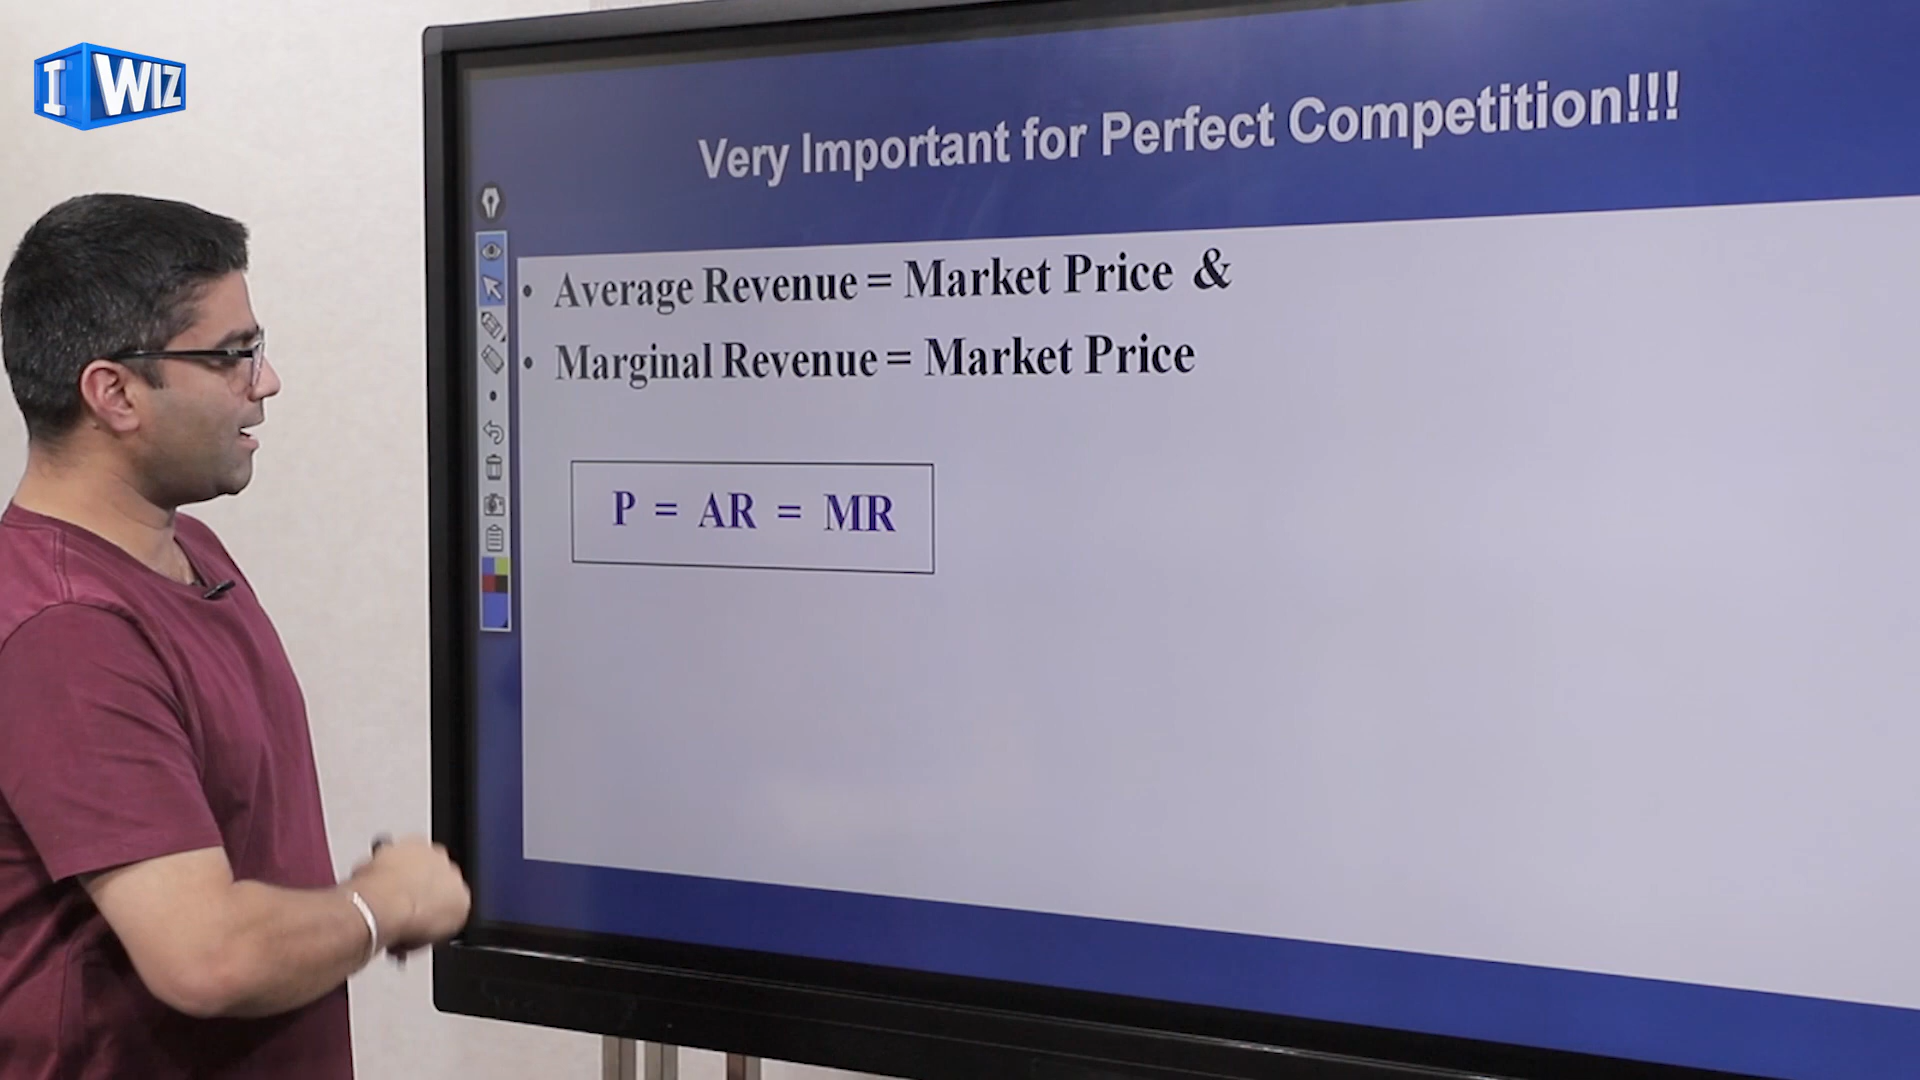 I WIZ
Very Important for Perfect Competition!!!
• Average Revenue = Market Price &
• Marginal Revenue = Market Price
P = AR = MR